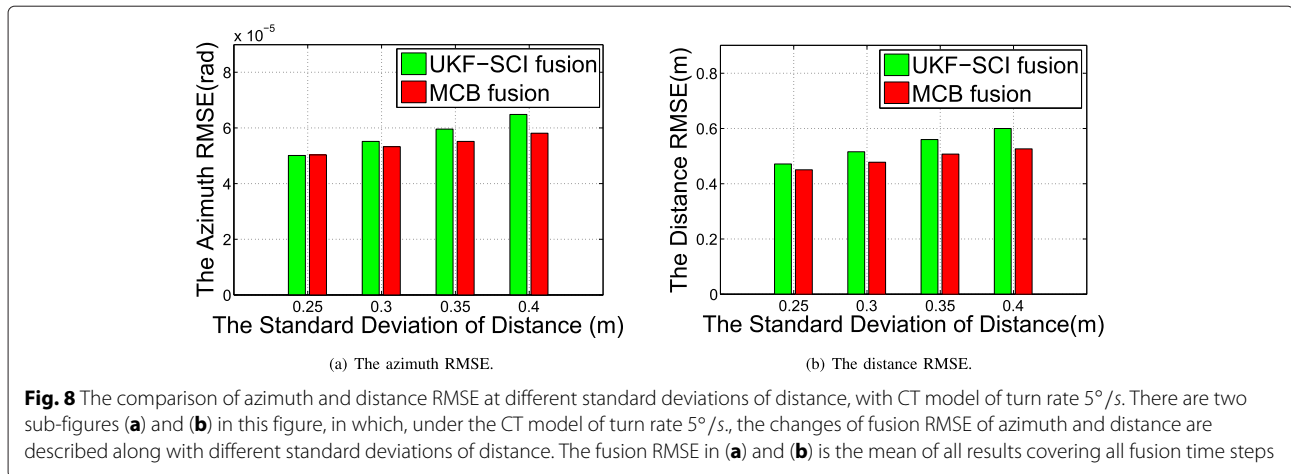 x 10⁻⁵
The Azimuth RMSE(rad)
8
6
4
2
0
UKF−SCI fusion
MCB fusion
0.25 0.3 0.35 0.4
The Standard Deviation of Distance (m)
(a) The azimuth RMSE.
The Distance RMSE(m)
0.8
0.6
0.4
0.2
0
UKF−SCI fusion
MCB fusion
0.25 0.3 0.35 0.4
The Standard Deviation of Distance(m)
(b) The distance RMSE.
Fig. 8 The comparison of azimuth and distance RMSE at different standard deviations of distance, with CT model of turn rate 5°/s. There are two
sub-figures (a) and (b) in this figure, in which, under the CT model of turn rate 5°/s., the changes of fusion RMSE of azimuth and distance are
described along with different standard deviations of distance. The fusion RMSE in (a) and (b) is the mean of all results covering all fusion time steps